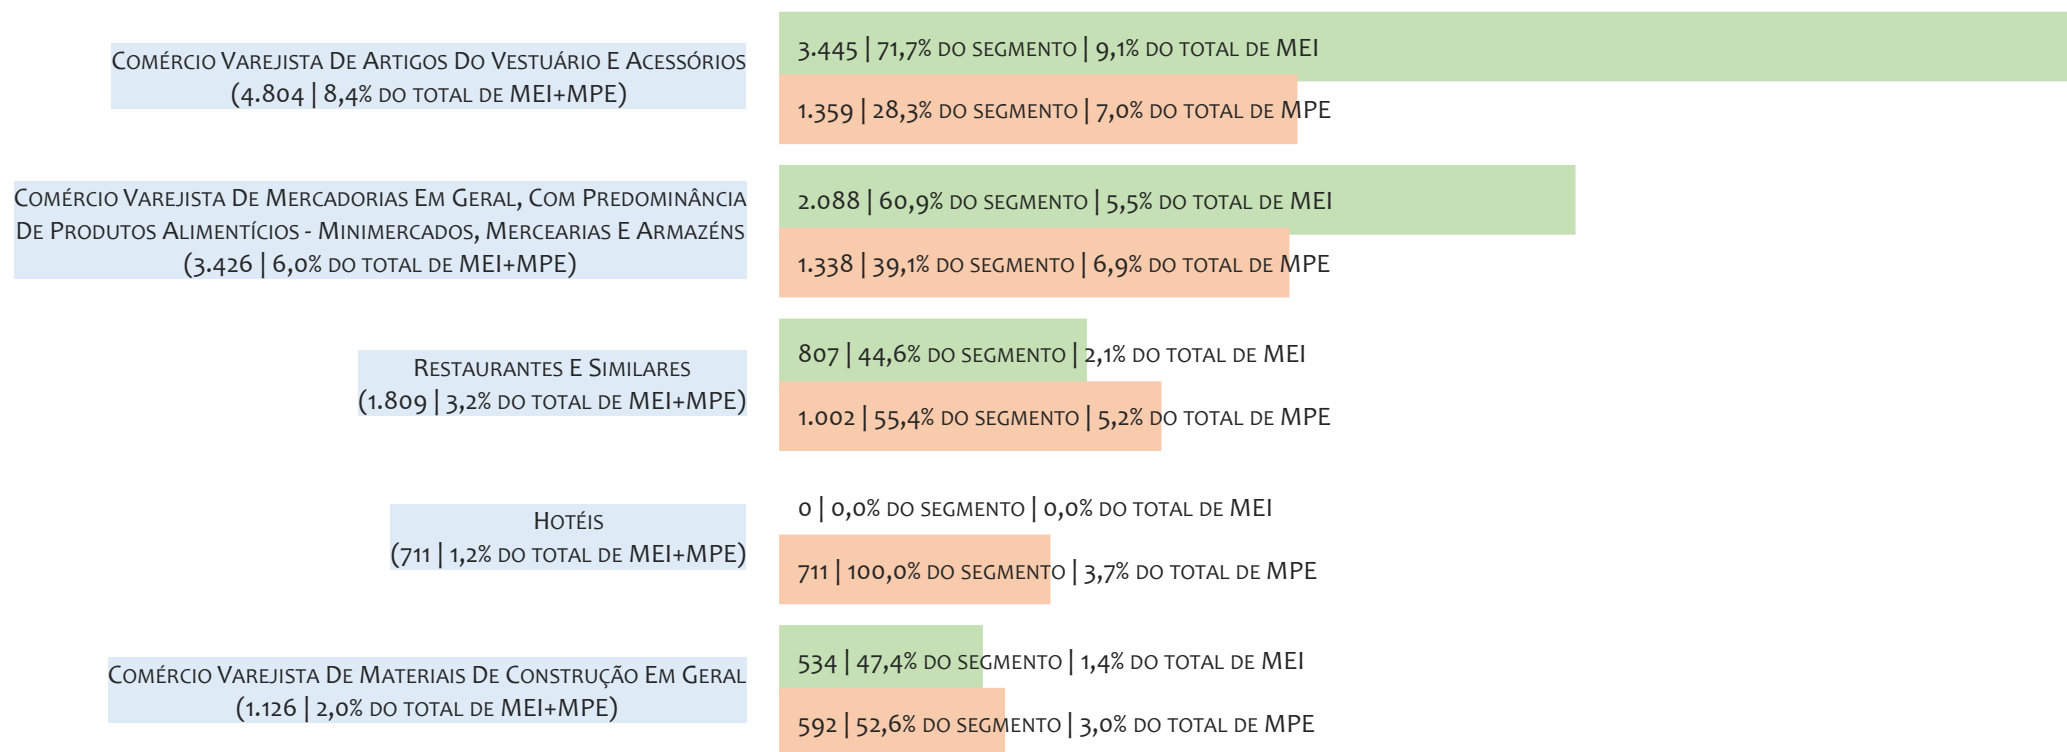 Comércio Varejista De Artigos Do Vestuário E Acessórios
(4.804 | 8,4% do total de MEI+MPE)
3.445 | 71,7% do segmento | 9,1% do total de MEI
1.359 | 28,3% do segmento | 7,0% do total de MPE
Comércio Varejista De Mercadorias Em Geral, Com Predominância
De Produtos Alimentícios - Minimercados, Mercearias E Armazéns
(3.426 | 6,0% do total de MEI+MPE)
2.088 | 60,9% do segmento | 5,5% do total de MEI
1.338 | 39,1% do segmento | 6,9% do total de MPE
Restaurantes E Similares
(1.809 | 3,2% do total de MEI+MPE)
807 | 44,6% do segmento | 2,1% do total de MEI
1.002 | 55,4% do segmento | 5,2% do total de MPE
Hotéis
(711 | 1,2% do total de MEI+MPE)
0 | 0,0% do segmento | 0,0% do total de MEI
711 | 100,0% do segmento | 3,7% do total de MPE
Comércio Varejista De Materiais De Construção Em Geral
(1.126 | 2,0% do total de MEI+MPE)
534 | 47,4% do segmento | 1,4% do total de MEI
592 | 52,6% do segmento | 3,0% do total de MPE